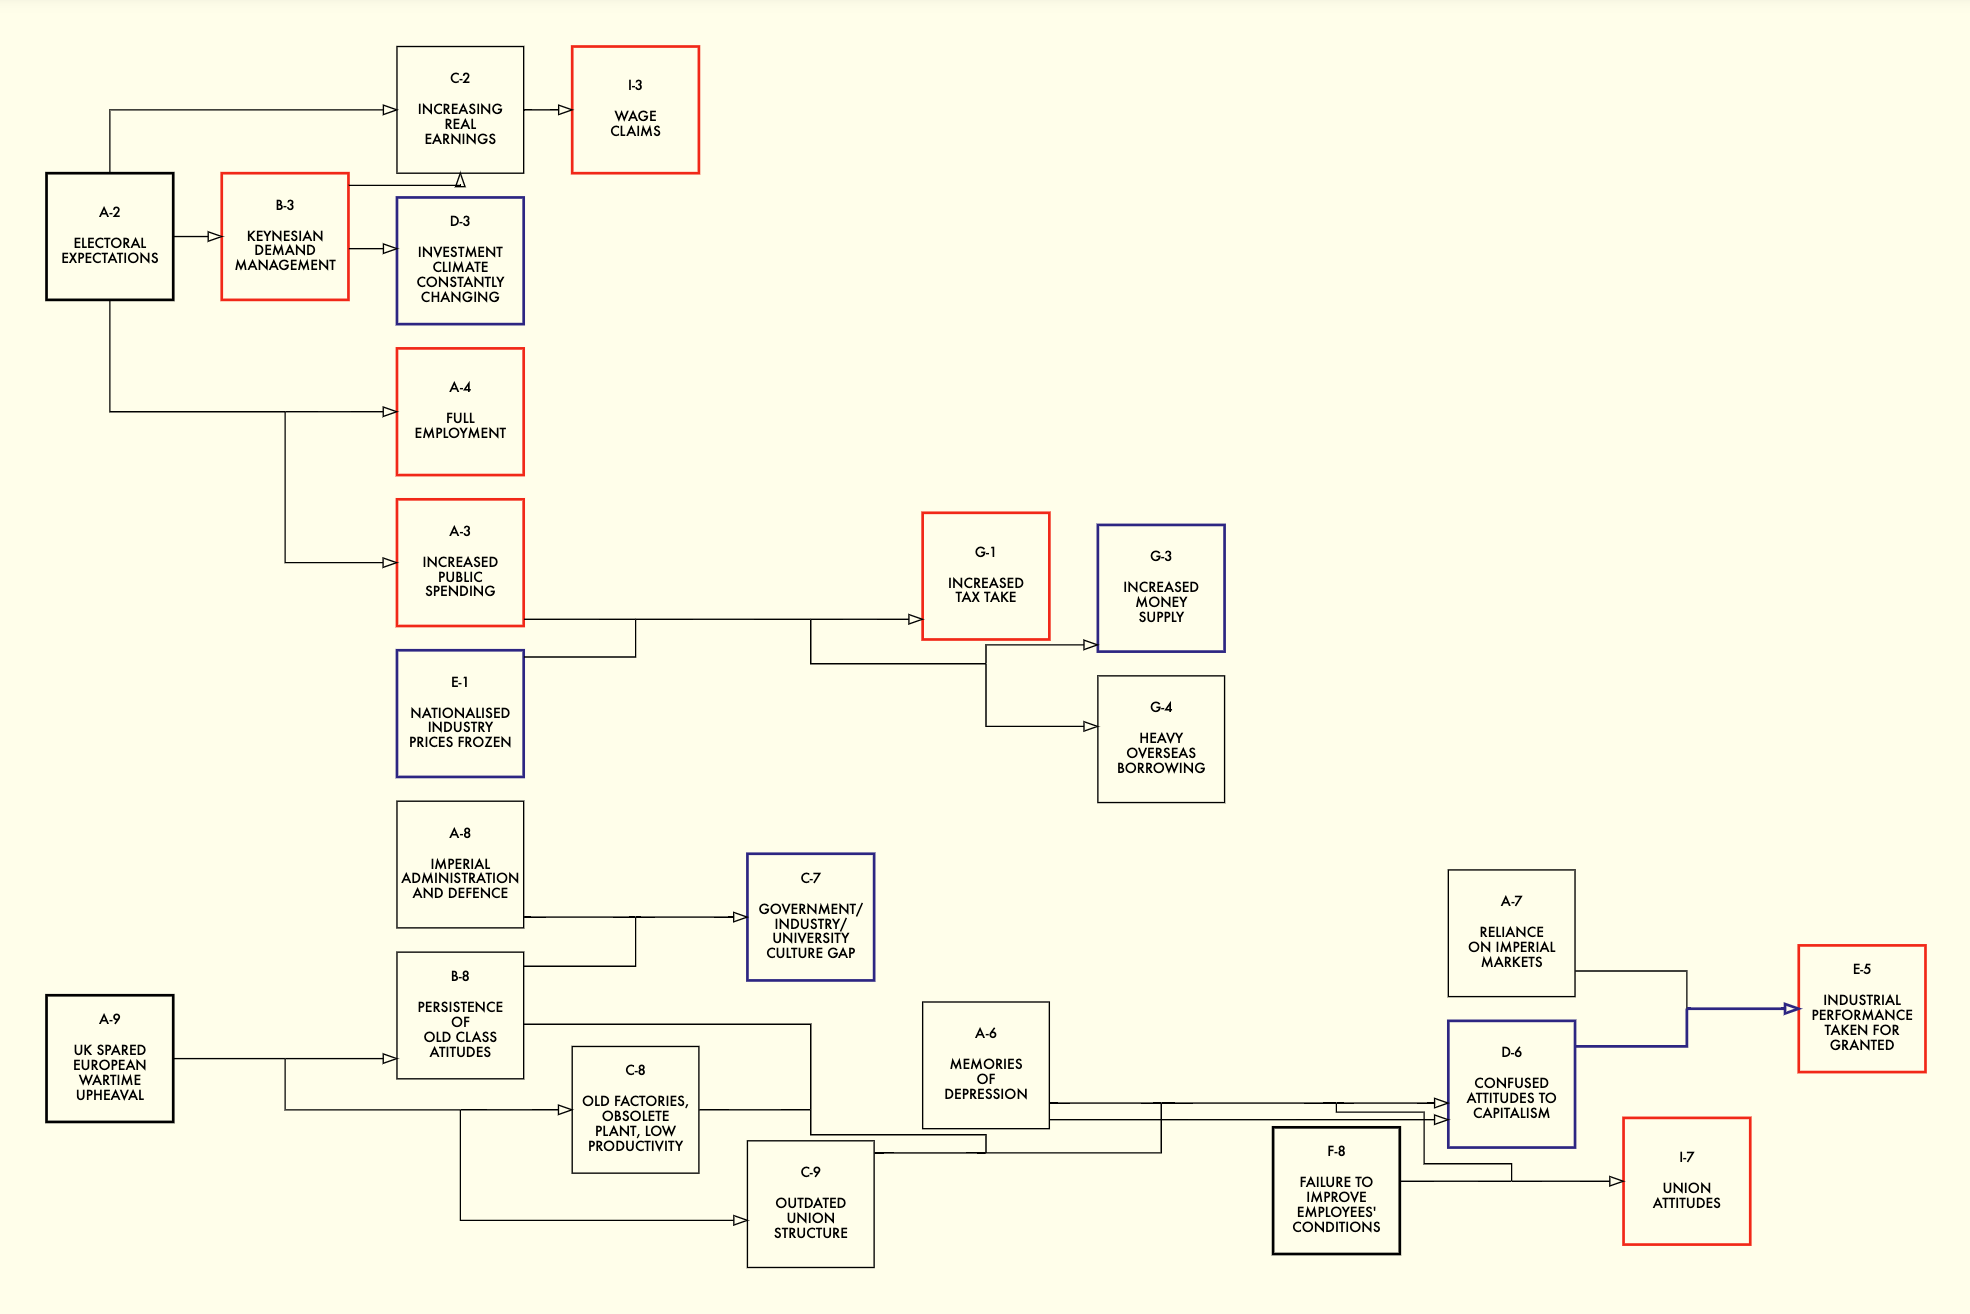 C-2
INCREASING
REAL
EARNINGS
I-3
WAGE
CLAIMS
A-2
ELECTORAL
EXPECTATIONS
B-3
KEYNESIAN
DEMAND
MANAGEMENT
D-3
INVESTMENT
CLIMATE
CONSTANTLY
CHANGING
A-4
FULL
EMPLOYMENT
A-3
INCREASED
PUBLIC
SPENDING
G-1
INCREASED
TAX TAKE
G-3
INCREASED
MONEY
SUPPLY
E-1
NATIONALISED
INDUSTRY
PRICES FROZEN
G-4
HEAVY
OVERSEAS
BORROWING
A-8
IMPERIAL
ADMINISTRATION
AND DEFENCE
C-7
GOVERNMENT/
INDUSTRY/
UNIVERSITY
CULTURE GAP
A-7
RELIANCE
ON IMPERIAL
MARKETS
E-5
INDUSTRIAL
PERFORMANCE
TAKEN FOR
GRANTED
A-9
UK SPARED
EUROPEAN
WARTIME
UPHEAVAL
B-8
PERSISTENCE
OF
OLD CLASS
ATITUDES
C-8
OLD FACTORIES,
OBSOLETE
PLANT, LOW
PRODUCTIVITY
A-6
MEMORIES
OF
DEPRESSION
D-6
CONFUSED
ATTITUDES TO
CAPITALISM
C-9
OUTDATED
UNION
STRUCTURE
F-8
FAILURE TO
IMPROVE
EMPLOYEES'
CONDITIONS
I-7
UNION
ATTITUDES